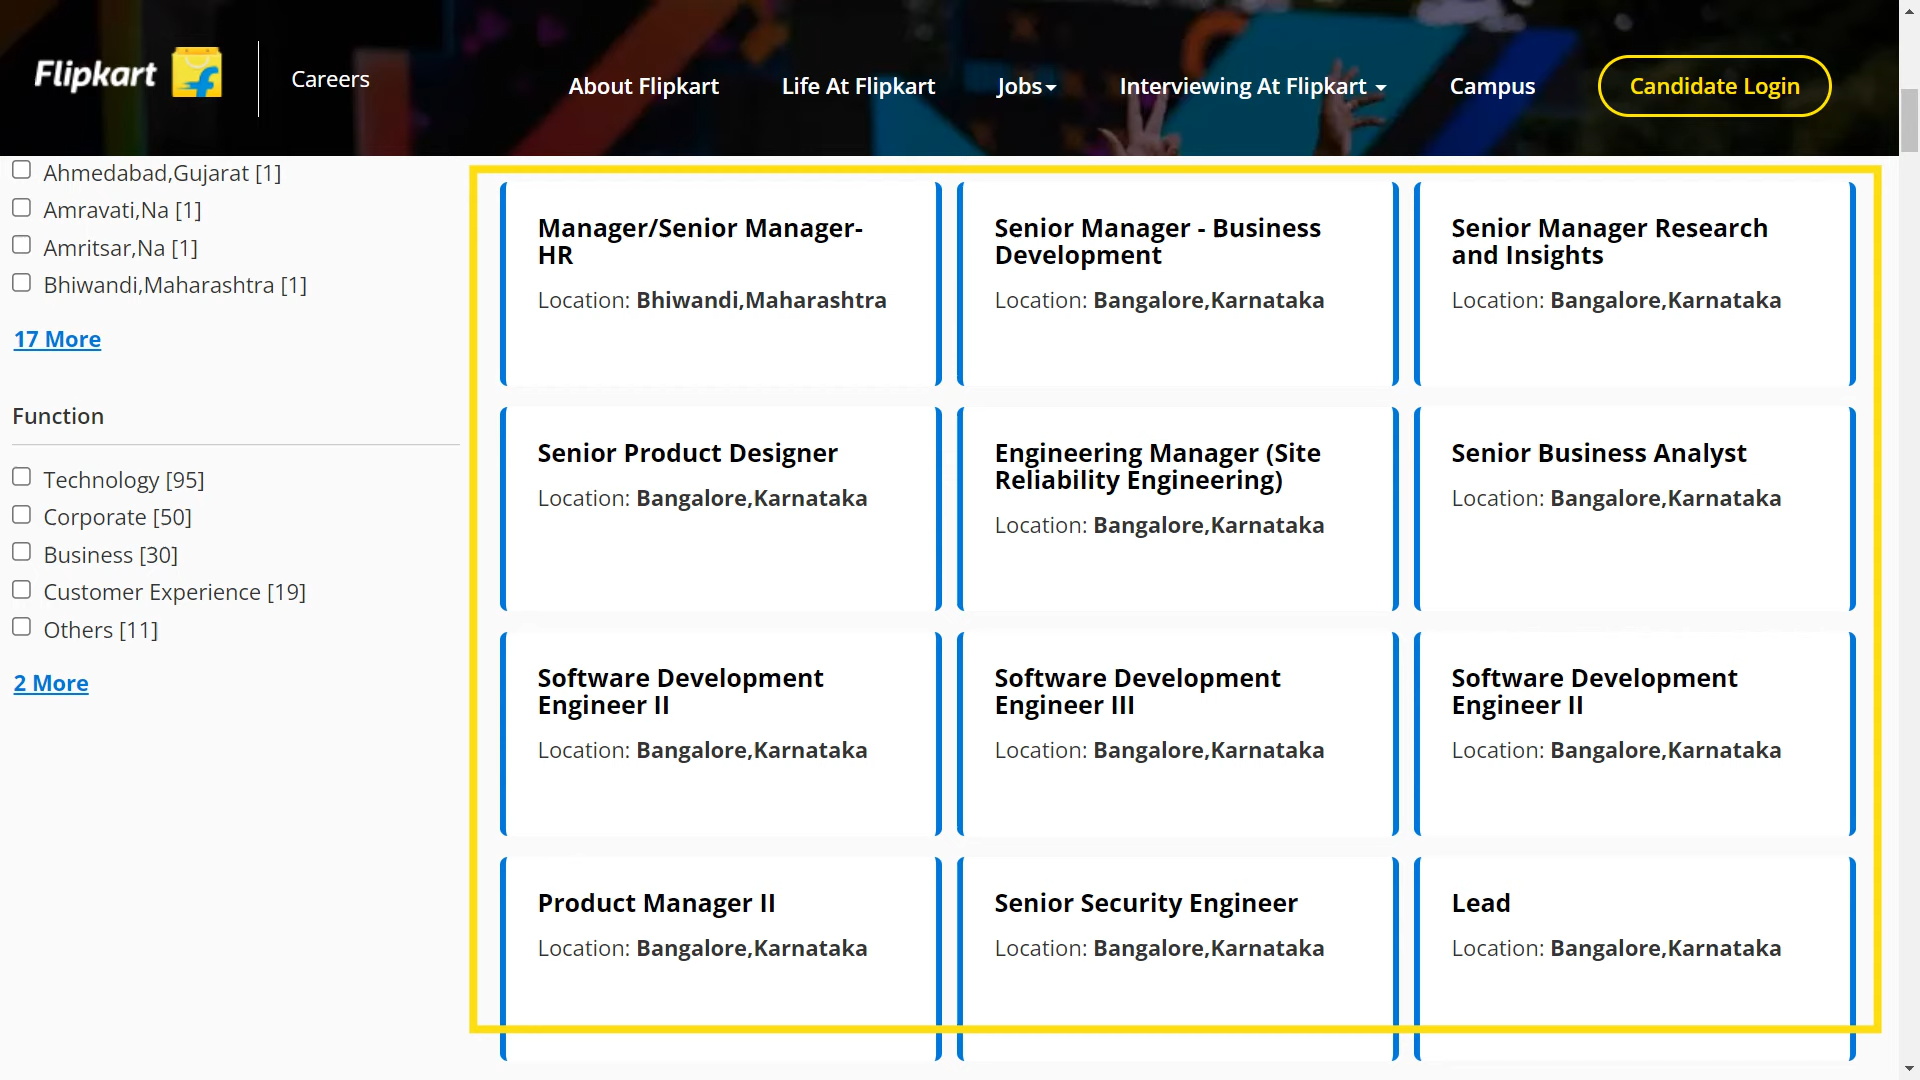 Flipkart
Careers
About Flipkart
Life At Flipkart
Jobs
Interviewing At Flipkart
Campus
Candidate Login
Ahmedabad,Gujarat [1]
Amravati,Na [1]
Amritsar,Na [1]
Bhiwandi,Maharashtra [1]
17 More
Function
Technology [95]
Corporate [50]
Business [30]
Customer Experience [19]
Others [11]
2 More
Manager/Senior Manager-
HR
Location: Bhiwandi,Maharashtra
Senior Manager - Business
Development
Location: Bangalore,Karnataka
Senior Manager Research
and Insights
Location: Bangalore,Karnataka
Senior Product Designer
Location: Bangalore,Karnataka
Engineering Manager (Site
Reliability Engineering)
Location: Bangalore,Karnataka
Senior Business Analyst
Location: Bangalore,Karnataka
Software Development
Engineer II
Location: Bangalore,Karnataka
Software Development
Engineer III
Location: Bangalore,Karnataka
Software Development
Engineer II
Location: Bangalore,Karnataka
Product Manager II
Location: Bangalore,Karnataka
Senior Security Engineer
Location: Bangalore,Karnataka
Lead
Location: Bangalore,Karnataka